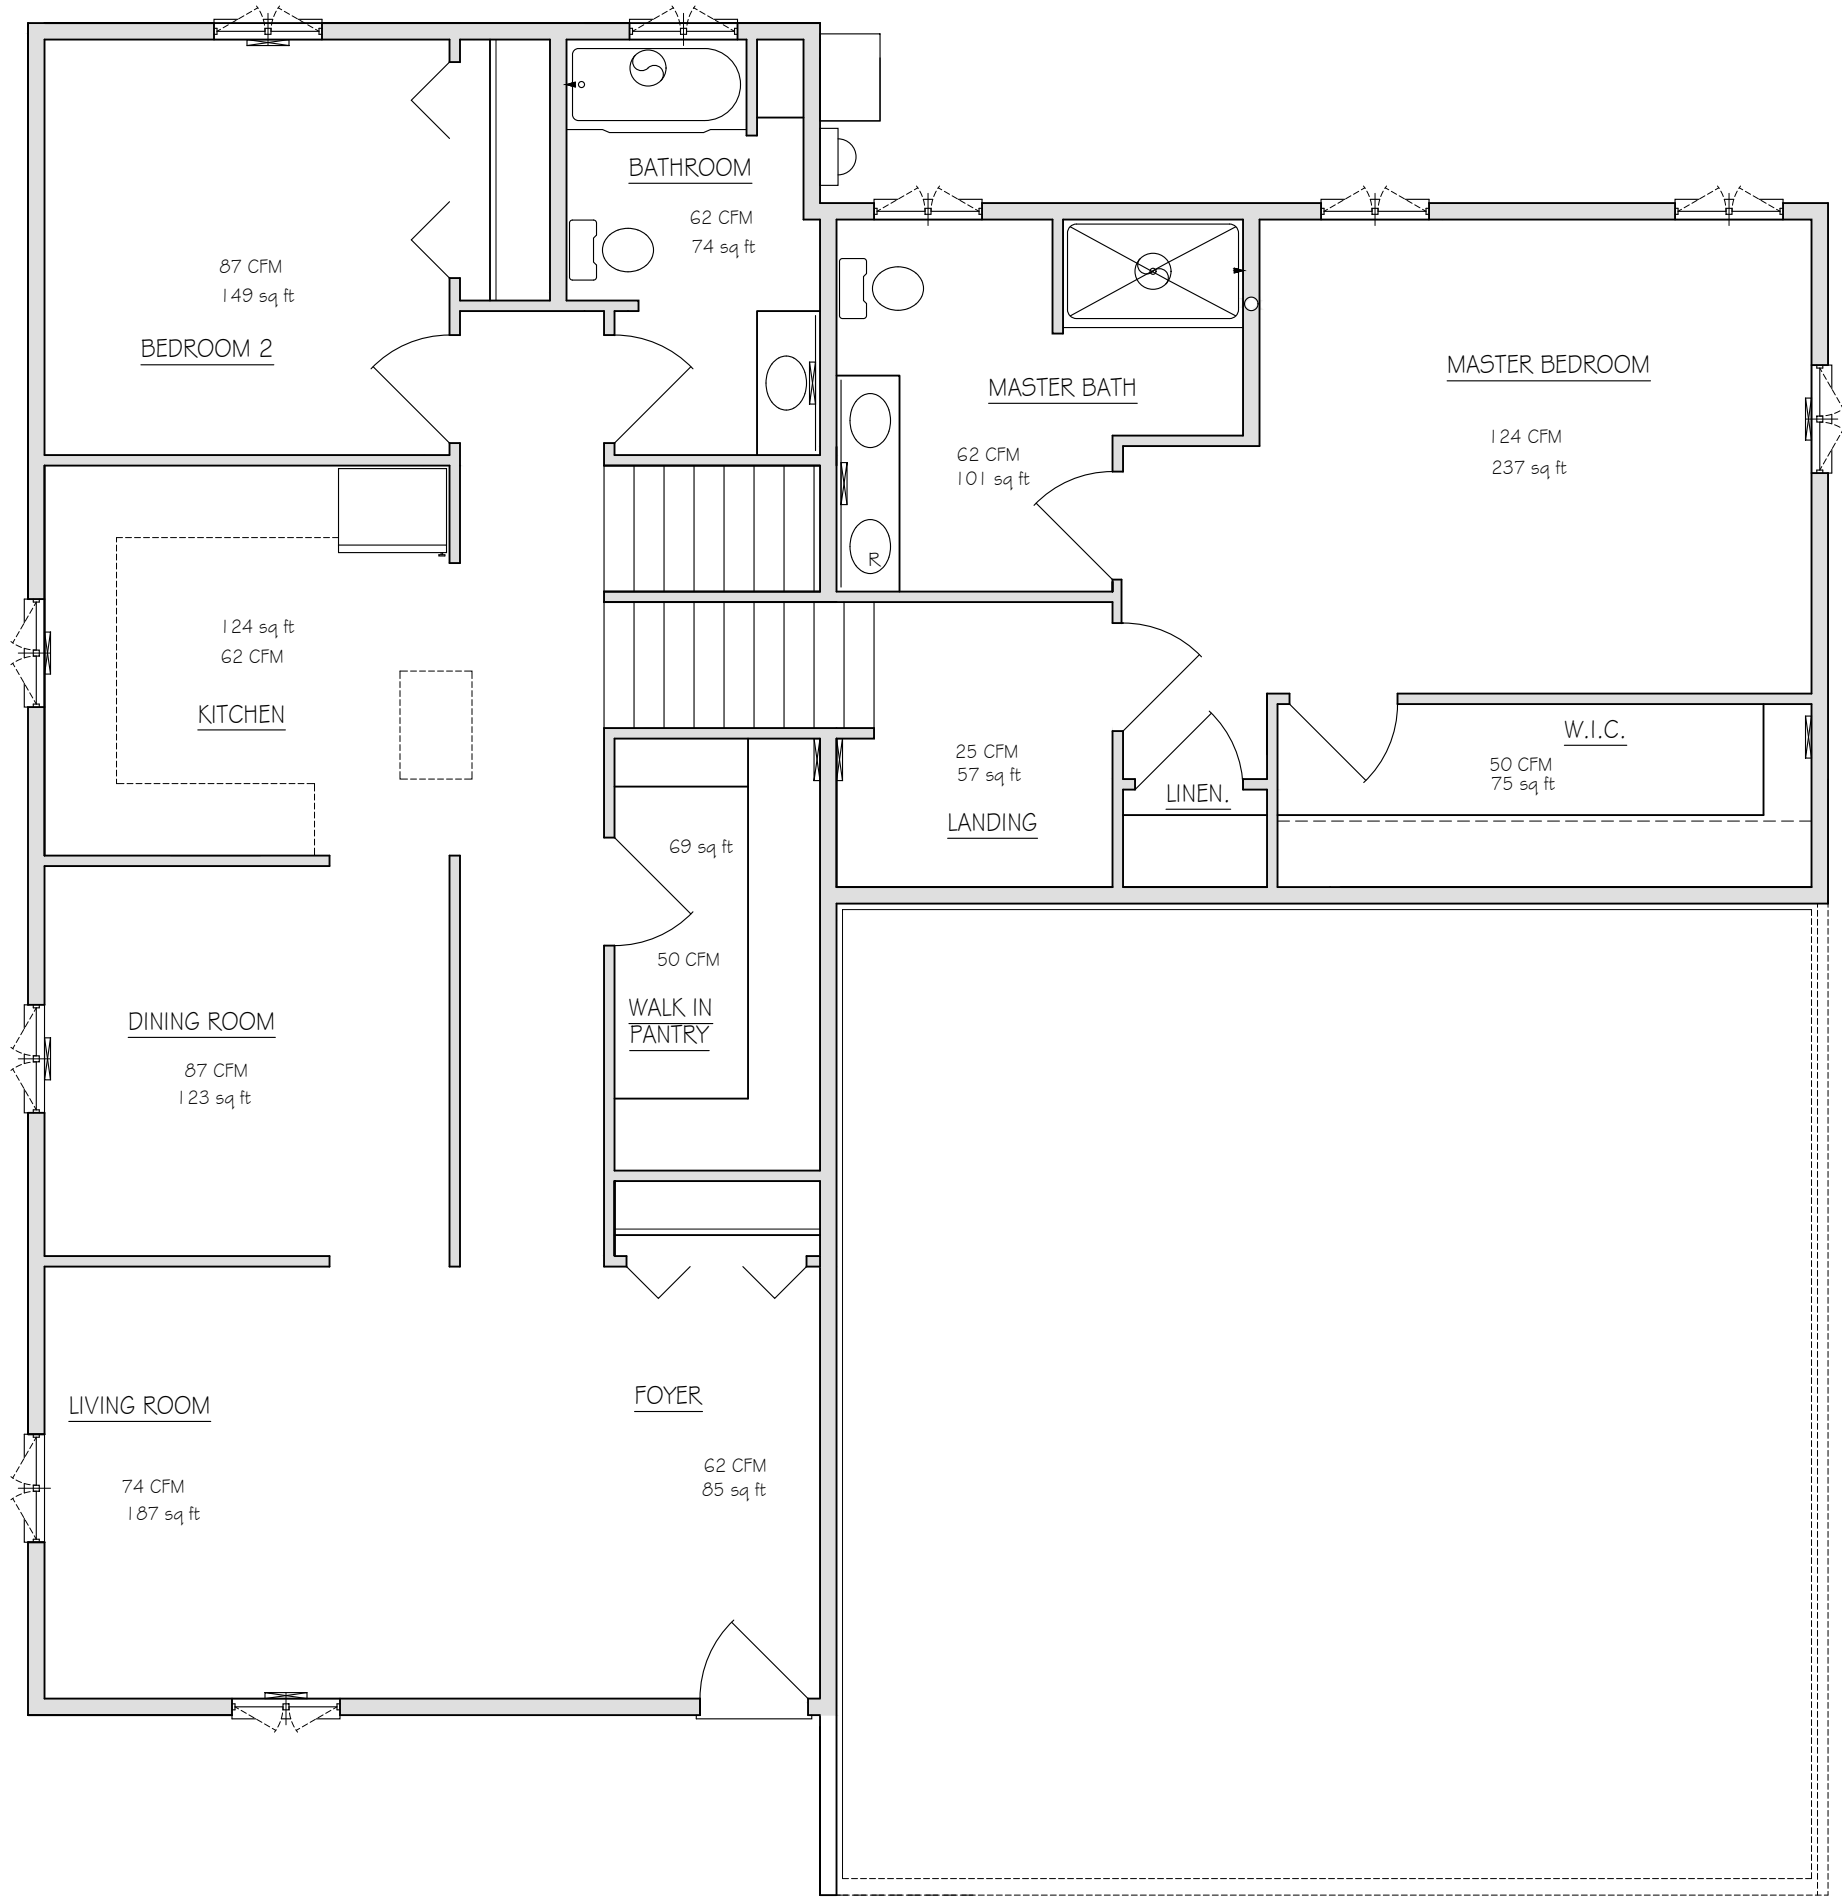 BATHROOM
62 CFM
74 sq ft
87 CFM
149 sq ft
BEDROOM 2
MASTER BATH
62 CFM
101 sq ft
R
MASTER BEDROOM
124 CFM
237 sq ft
124 sq ft
62 CFM
KITCHEN
W.I.C.
50 CFM
75 sq ft
25 CFM
57 sq ft
LANDING
LINEN.
69 sq ft
50 CFM
WALK IN
PANTRY
DINING ROOM
87 CFM
123 sq ft
LIVING ROOM
74 CFM
187 sq ft
FOYER
62 CFM
85 sq ft